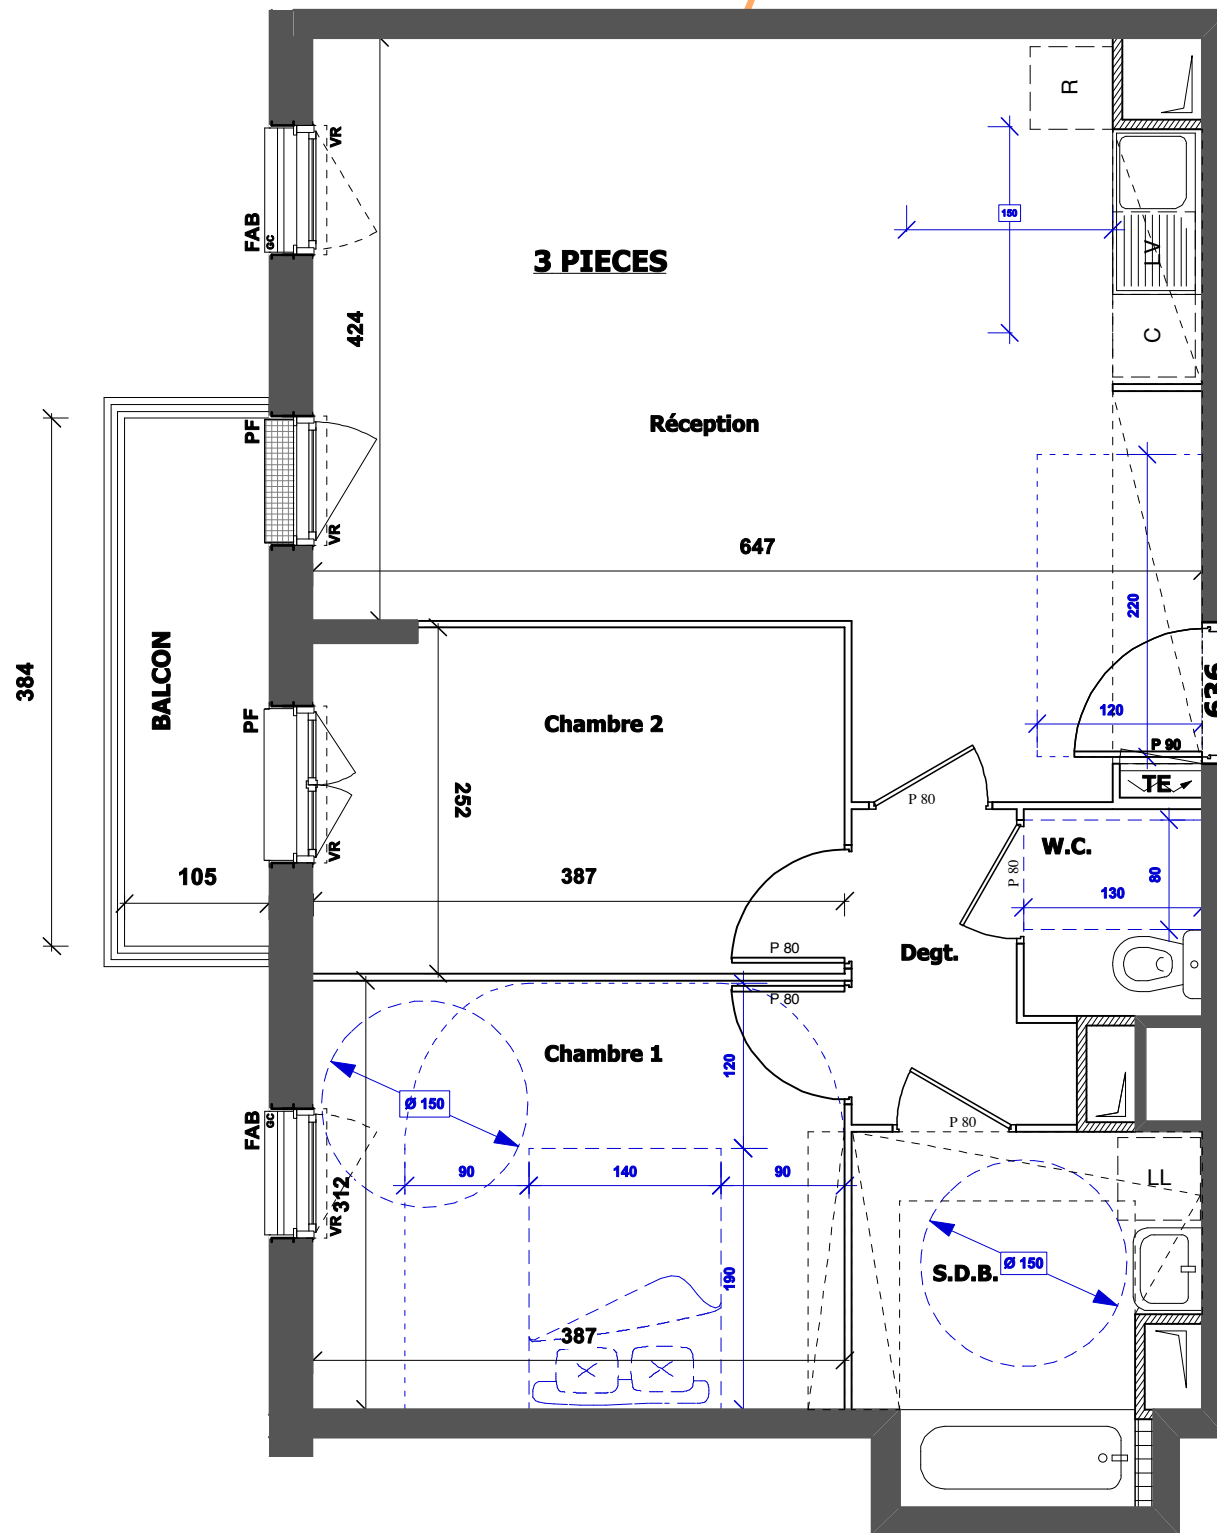 R
VR
FAB
GC
150
LV
3 PIECES
C
424
Réception
PF
VR
647
220
384
BALCON
636
PF
Chambre 2
120
P 90
TE
252
P 80
VR
W.C.
P 80
80
105
387
130
P 80
Degt.
P 80
Chambre 1
120
Ø 150
FAB
GC
P 80
312
VR
90
140
90
LL
S.D.B.
Ø 150
190
387